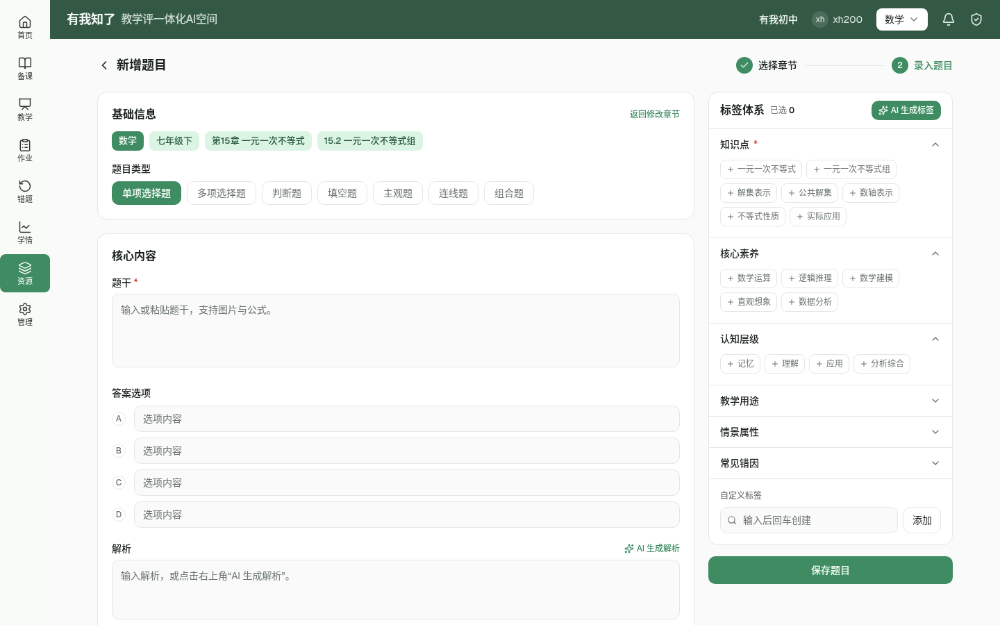 有我知了 教学评一体化AI空间
有我初中 xh xh200 数学
首页
备课
教学
作业
错题
学情
资源
管理
新增题目
选择章节 2 录入题目
基础信息 返回修改章节
数学 七年级下 第15章 一元一次不等式 15.2 一元一次不等式组
题目类型
单项选择题 多项选择题 判断题 填空题 主观题 连线题 组合题
核心内容
题干 *
输入或粘贴题干，支持图片与公式。
答案选项
A 选项内容
B 选项内容
C 选项内容
D 选项内容
解析 AI 生成解析
输入解析，或点击右上角“AI 生成解析”。
标签体系 已选 0 AI 生成标签
知识点 *
+ 一元一次不等式 + 一元一次不等式组
+ 解集表示 + 公共解集 + 数轴表示
+ 不等式性质 + 实际应用
核心素养
+ 数学运算 + 逻辑推理 + 数学建模
+ 直观想象 + 数据分析
认知层级
+ 记忆 + 理解 + 应用 + 分析综合
教学用途
情景属性
常见错因
自定义标签
输入后回车创建 添加
保存题目